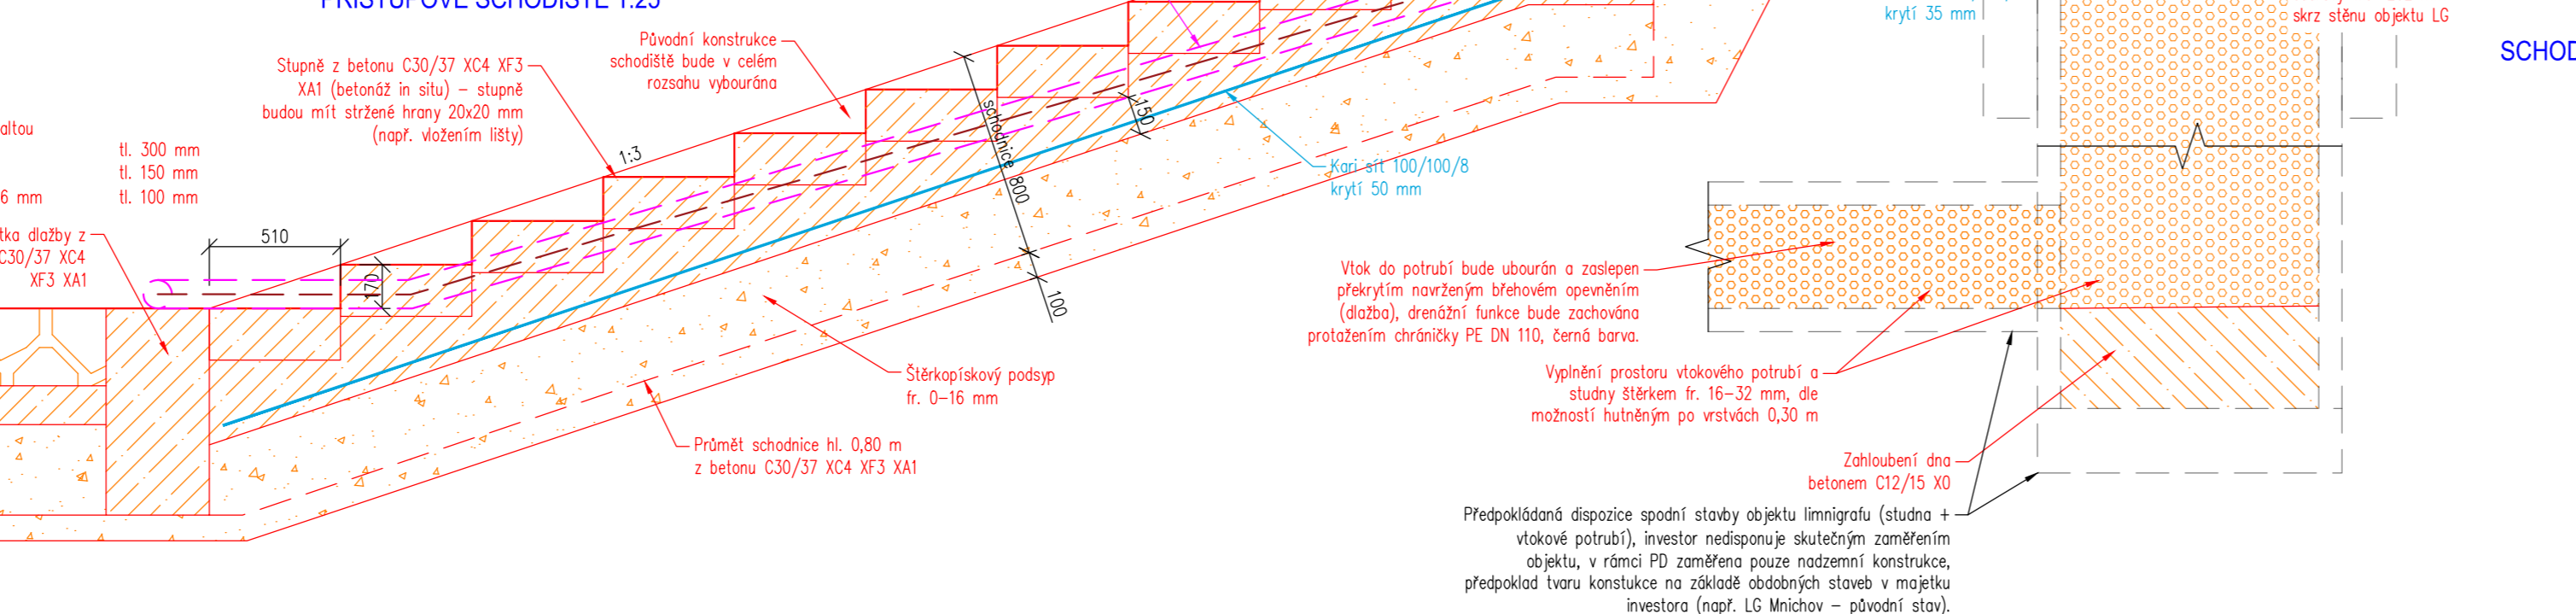 PŘÍSTUPOVÉ SCHODIŠTĚ 1:25
Původní konstrukce
schodiště bude v celém
rozsahu vybourána
Stupně z betonu C30/37 XC4 XF3
XA1 (betonáž in situ) – stupně
budou mít stržené hrany 20x20 mm
(např. vložením lišty)
altou
tl. 300 mm
tl. 150 mm
6 mm
tl. 100 mm
tka dlažby z
C30/37 XC4
XF3 XA1
510
170
1:3
schodnice 800
100
150
Kari síť 100/100/8
krytí 50 mm
Štěrkopískový podsyp
fr. 0–16 mm
Průmět schodnice hl. 0,80 m
z betonu C30/37 XC4 XF3 XA1
krytí 35 mm
skrz stěnu objektu LG
SCHOD
Vtok do potrubí bude ubourán a zaslepen
překrytím navrženým břehovém opevněním
(dlažba), drenážní funkce bude zachována
protažením chráničky PE DN 110, černá barva.
Vyplnění prostoru vtokového potrubí a
studny štěrkem fr. 16–32 mm, dle
možností hutněným po vrstvách 0,30 m
Zahloubení dna
betonem C12/15 X0
Předpokládaná dispozice spodní stavby objektu limnigrafu (studna +
vtokové potrubí), investor nedisponuje skutečným zaměřením
objektu, v rámci PD zaměřena pouze nadzemní konstrukce,
předpoklad tvaru konstukce na základě obdobných staveb v majetku
investora (např. LG Mnichov – původní stav).